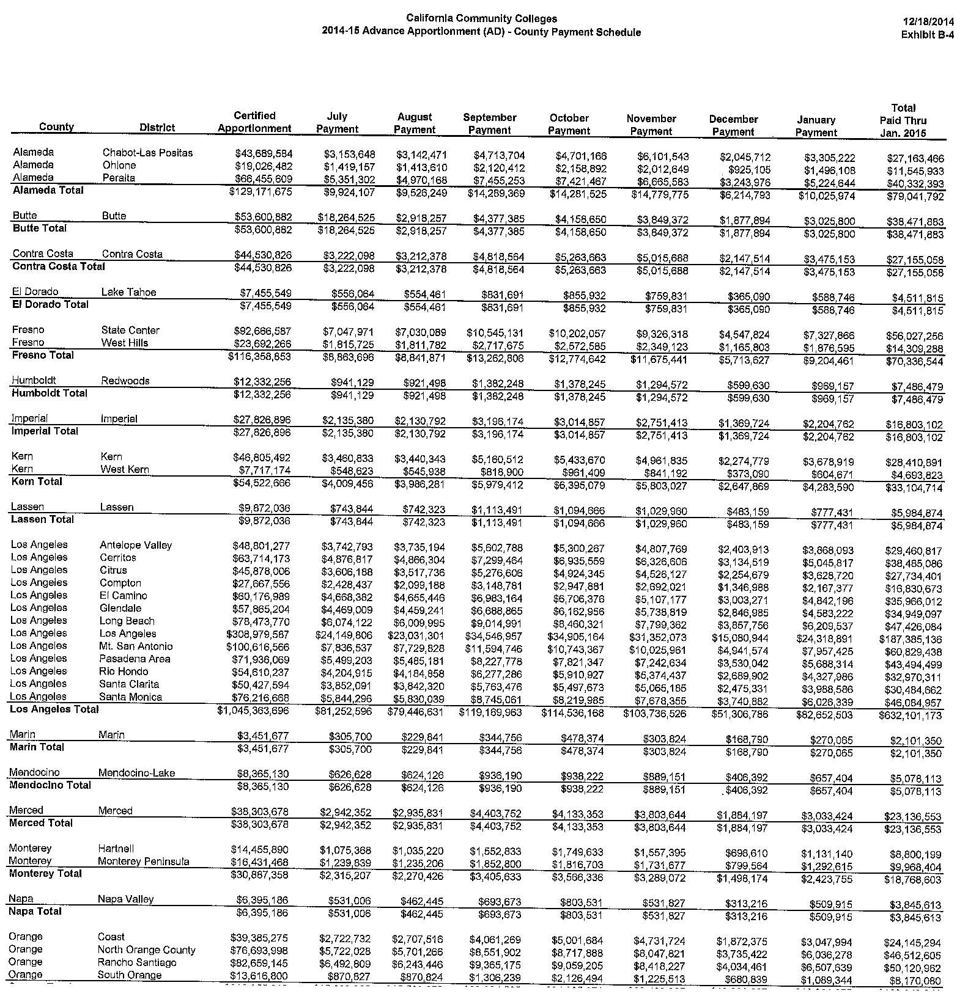 California Community Colleges
2014-15 Advance Apportionment (AD) - County Payment Schedule
12/18/2014
Exhibit B-4
County District Certified Apportionment July Payment August Payment September Payment October Payment November Payment December Payment January Payment Total Paid Thru Jan. 2015
Alameda Chabot-Las Positas $43,689,584 $3,153,648 $3,142,471 $4,713,704 $4,701,166 $6,101,543 $2,045,712 $3,305,222 $27,163,466
Alameda Ohlone $19,026,482 $1,419,157 $1,413,610 $2,120,412 $2,158,892 $2,012,649 $925,105 $1,496,108 $11,545,933
Alameda Peralta $66,455,609 $5,351,302 $4,970,168 $7,455,253 $7,421,467 $6,665,583 $3,243,976 $5,224,644 $40,332,393
Alameda Total $129,171,675 $9,924,107 $9,526,249 $14,289,369 $14,281,525 $14,779,775 $6,214,793 $10,025,974 $79,041,792
Butte Butte $53,600,882 $18,264,525 $2,918,257 $4,377,385 $4,158,650 $3,849,372 $1,877,894 $3,025,800 $38,471,883
Butte Total $53,600,882 $18,264,525 $2,918,257 $4,377,385 $4,158,650 $3,849,372 $1,877,894 $3,025,800 $38,471,883
Contra Costa Contra Costa $44,530,826 $3,222,098 $3,212,378 $4,818,564 $5,263,663 $5,015,688 $2,147,514 $3,475,153 $27,155,058
Contra Costa Total $44,530,826 $3,222,098 $3,212,378 $4,818,564 $5,263,663 $5,015,688 $2,147,514 $3,475,153 $27,155,058
El Dorado Lake Tahoe $7,455,549 $556,064 $554,461 $831,691 $855,932 $759,831 $365,090 $588,746 $4,511,815
El Dorado Total $7,455,549 $556,064 $554,461 $831,691 $855,932 $759,831 $365,090 $588,746 $4,511,815
Fresno State Center $92,666,587 $7,047,971 $7,030,089 $10,545,131 $10,202,057 $9,326,318 $4,547,824 $7,327,866 $56,027,256
Fresno West Hills $23,692,266 $1,815,725 $1,811,782 $2,717,675 $2,572,585 $2,349,123 $1,165,803 $1,876,595 $14,309,288
Fresno Total $116,358,853 $8,863,696 $8,841,871 $13,262,806 $12,774,642 $11,675,441 $5,713,627 $9,204,461 $70,336,544
Humboldt Redwoods $12,332,256 $941,129 $921,498 $1,382,248 $1,378,245 $1,294,572 $599,630 $969,157 $7,486,479
Humboldt Total $12,332,256 $941,129 $921,498 $1,382,248 $1,378,245 $1,294,572 $599,630 $969,157 $7,486,479
Imperial Imperial $27,826,896 $2,135,380 $2,130,792 $3,196,174 $3,014,857 $2,751,413 $1,369,724 $2,204,762 $16,803,102
Imperial Total $27,826,896 $2,135,380 $2,130,792 $3,196,174 $3,014,857 $2,751,413 $1,369,724 $2,204,762 $16,803,102
Kern Kern $46,805,492 $3,460,833 $3,440,343 $5,160,512 $5,433,670 $4,961,835 $2,274,779 $3,678,919 $28,410,891
Kern West Kern $7,717,174 $548,623 $545,938 $818,900 $961,409 $841,192 $373,090 $604,671 $4,693,823
Kern Total $54,522,666 $4,009,456 $3,986,281 $5,979,412 $6,395,079 $5,803,027 $2,647,869 $4,283,590 $33,104,714
Lassen Lassen $9,872,036 $743,844 $742,323 $1,113,491 $1,094,666 $1,029,960 $483,159 $777,431 $5,984,874
Lassen Total $9,872,036 $743,844 $742,323 $1,113,491 $1,094,666 $1,029,960 $483,159 $777,431 $5,984,874
Los Angeles Antelope Valley $48,801,277 $3,742,793 $3,735,194 $5,602,788 $5,300,267 $4,807,769 $2,403,913 $3,868,093 $29,460,817
Los Angeles Cerritos $63,714,173 $4,876,817 $4,866,304 $7,299,464 $6,935,559 $6,326,606 $3,134,519 $5,045,817 $38,485,086
Los Angeles Citrus $45,878,006 $3,606,188 $3,517,736 $5,276,606 $4,924,345 $4,526,127 $2,254,679 $3,628,720 $27,734,401
Los Angeles Compton $27,667,556 $2,428,437 $2,099,188 $3,148,781 $2,947,881 $2,692,021 $1,346,988 $2,167,377 $16,830,673
Los Angeles El Camino $60,176,989 $4,668,382 $4,655,446 $6,983,164 $6,706,376 $5,107,177 $3,003,271 $4,842,196 $35,966,012
Los Angeles Glendale $57,865,204 $4,469,009 $4,459,241 $6,688,865 $6,162,956 $5,738,819 $2,846,985 $4,583,222 $34,949,097
Los Angeles Long Beach $78,473,770 $6,074,122 $6,009,995 $9,014,991 $8,460,321 $7,799,362 $3,857,756 $6,209,537 $47,426,084
Los Angeles Los Angeles $308,979,587 $24,149,806 $23,031,301 $34,546,957 $34,905,164 $31,352,073 $15,080,944 $24,318,891 $187,385,136
Los Angeles Mt. San Antonio $100,616,566 $7,836,537 $7,729,828 $11,594,746 $10,743,367 $10,025,961 $4,941,574 $7,957,425 $60,829,438
Los Angeles Pasadena Area $71,936,069 $5,499,203 $5,485,181 $8,227,778 $7,821,347 $7,242,634 $3,530,042 $5,688,314 $43,494,499
Los Angeles Rio Hondo $54,610,237 $4,204,915 $4,184,858 $6,277,286 $5,910,927 $5,374,437 $2,689,902 $4,327,986 $32,970,311
Los Angeles Santa Clarita $50,427,594 $3,852,091 $3,842,320 $5,763,476 $5,497,673 $5,065,185 $2,475,331 $3,988,586 $30,484,662
Los Angeles Santa Monica $76,216,668 $5,844,296 $5,830,039 $8,745,061 $8,219,985 $7,678,355 $3,740,882 $6,026,339 $46,084,957
Los Angeles Total $1,045,363,696 $81,252,596 $79,446,631 $119,169,963 $114,536,168 $103,736,526 $51,306,786 $82,652,503 $632,101,173
Marin Marin $3,451,677 $305,700 $229,841 $344,756 $478,374 $303,824 $168,790 $270,065 $2,101,350
Marin Total $3,451,677 $305,700 $229,841 $344,756 $478,374 $303,824 $168,790 $270,065 $2,101,350
Mendocino Mendocino-Lake $8,365,130 $626,628 $624,126 $936,190 $938,222 $889,151 $406,392 $657,404 $5,078,113
Mendocino Total $8,365,130 $626,628 $624,126 $936,190 $938,222 $889,151 $406,392 $657,404 $5,078,113
Merced Merced $38,303,678 $2,942,352 $2,935,831 $4,403,752 $4,133,353 $3,803,644 $1,884,197 $3,033,424 $23,136,553
Merced Total $38,303,678 $2,942,352 $2,935,831 $4,403,752 $4,133,353 $3,803,644 $1,884,197 $3,033,424 $23,136,553
Monterey Hartnell $14,455,890 $1,075,368 $1,035,220 $1,552,833 $1,749,633 $1,557,395 $698,610 $1,131,140 $8,800,199
Monterey Monterey Peninsula $16,431,468 $1,239,839 $1,235,206 $1,852,800 $1,816,703 $1,731,677 $799,564 $1,292,615 $9,968,404
Monterey Total $30,887,358 $2,315,207 $2,270,426 $3,405,633 $3,566,336 $3,289,072 $1,498,174 $2,423,755 $18,768,603
Napa Napa Valley $6,395,186 $531,006 $462,445 $693,673 $803,531 $531,827 $313,216 $509,915 $3,845,613
Napa Total $6,395,186 $531,006 $462,445 $693,673 $803,531 $531,827 $313,216 $509,915 $3,845,613
Orange Coast $39,385,275 $2,722,732 $2,707,516 $4,061,269 $5,001,684 $4,731,724 $1,872,375 $3,047,994 $24,145,294
Orange North Orange County $76,693,998 $5,722,028 $5,701,266 $8,551,902 $8,717,888 $8,047,821 $3,735,422 $6,036,278 $46,512,605
Orange Rancho Santiago $82,659,145 $6,492,809 $6,243,446 $9,365,175 $9,059,205 $8,418,227 $4,034,461 $6,507,639 $50,120,962
Orange South Orange $13,616,800 $870,827 $870,824 $1,306,239 $2,126,494 $1,225,513 $680,839 $1,089,344 $8,170,080